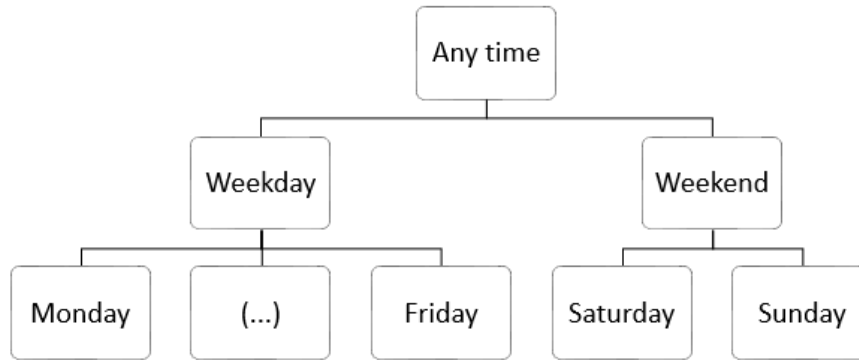 Any time
Weekday
Weekend
Monday
(...)
Friday
Saturday
Sunday